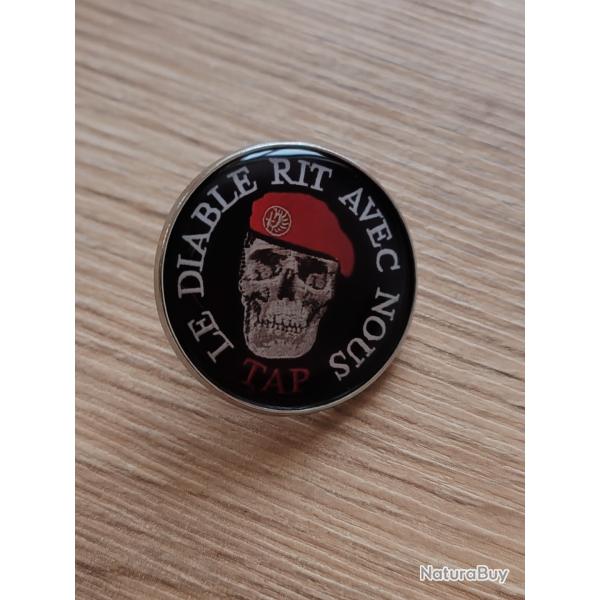 LE DIABLE RIT AVEC NOUS
TAP
NaturaBuy